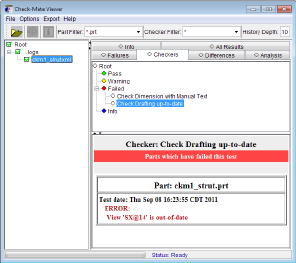 Check-Mate Viewer
File Options Export Help
Part Filter: *.prt Checker Filter: * History Depth: 10
Root
..logs
ckm1_strut.xml
Info All Results
Failures Checkers Differences Analysis
Root
Pass
Warning
Failed
Check Dimension with Manual Text
Check Drafting up-to-date
Info
Checker: Check Drafting up-to-date
Parts which have failed this test
Part: ckm1_strut.prt
Test date: Thu Sep 08 16:23:55 CDT 2011
ERROR:
View 'SX@14' is out-of-date
Status: Ready